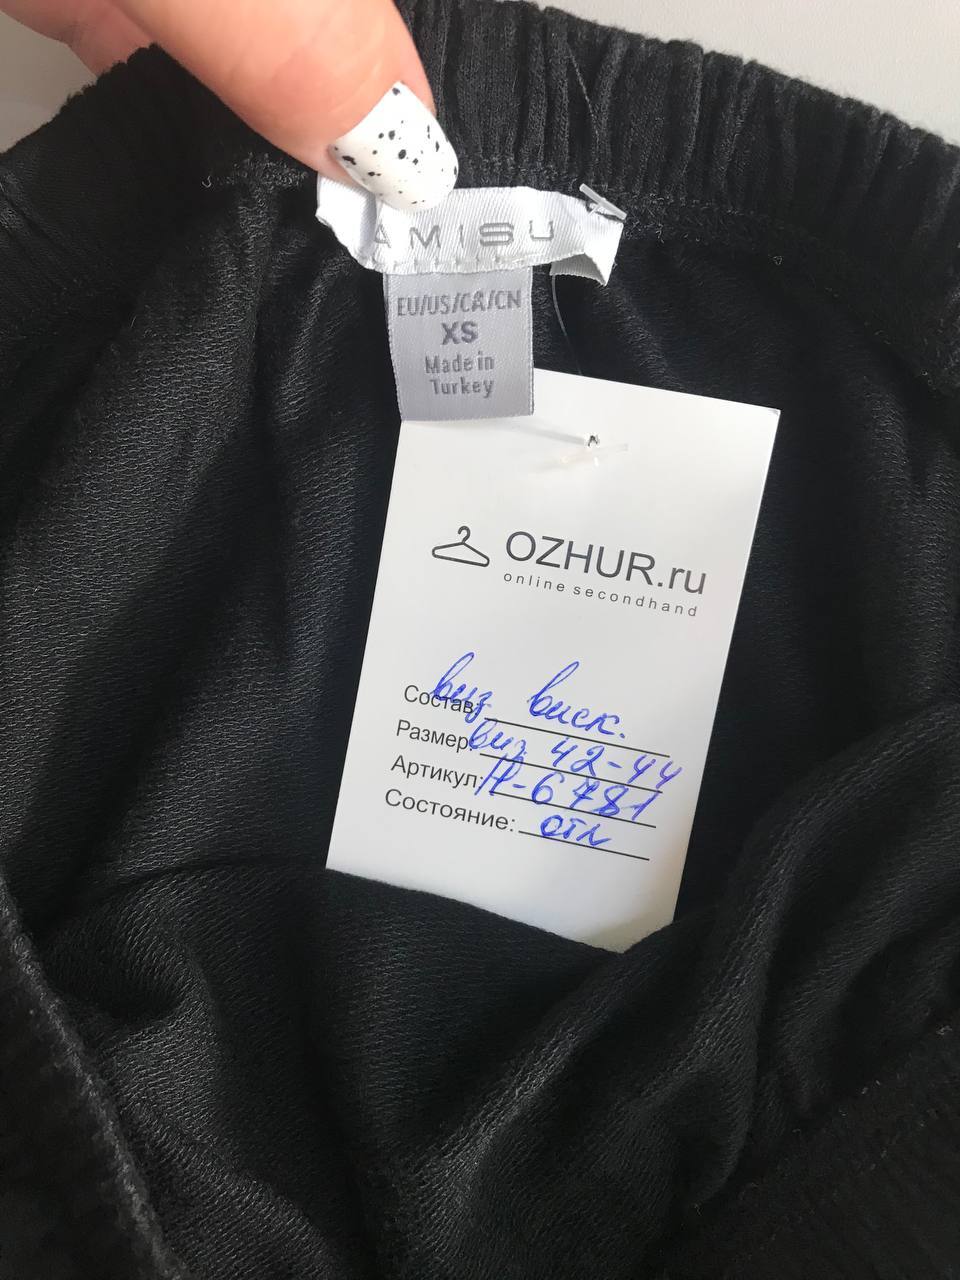 AMISU
EU/US/CA/CN
XS
Made in
Turkey
OZHUR.ru
online secondhand
Состав: виз виск.
Размер: виз 42-44
Артикул: Н-6781
Состояние: отл